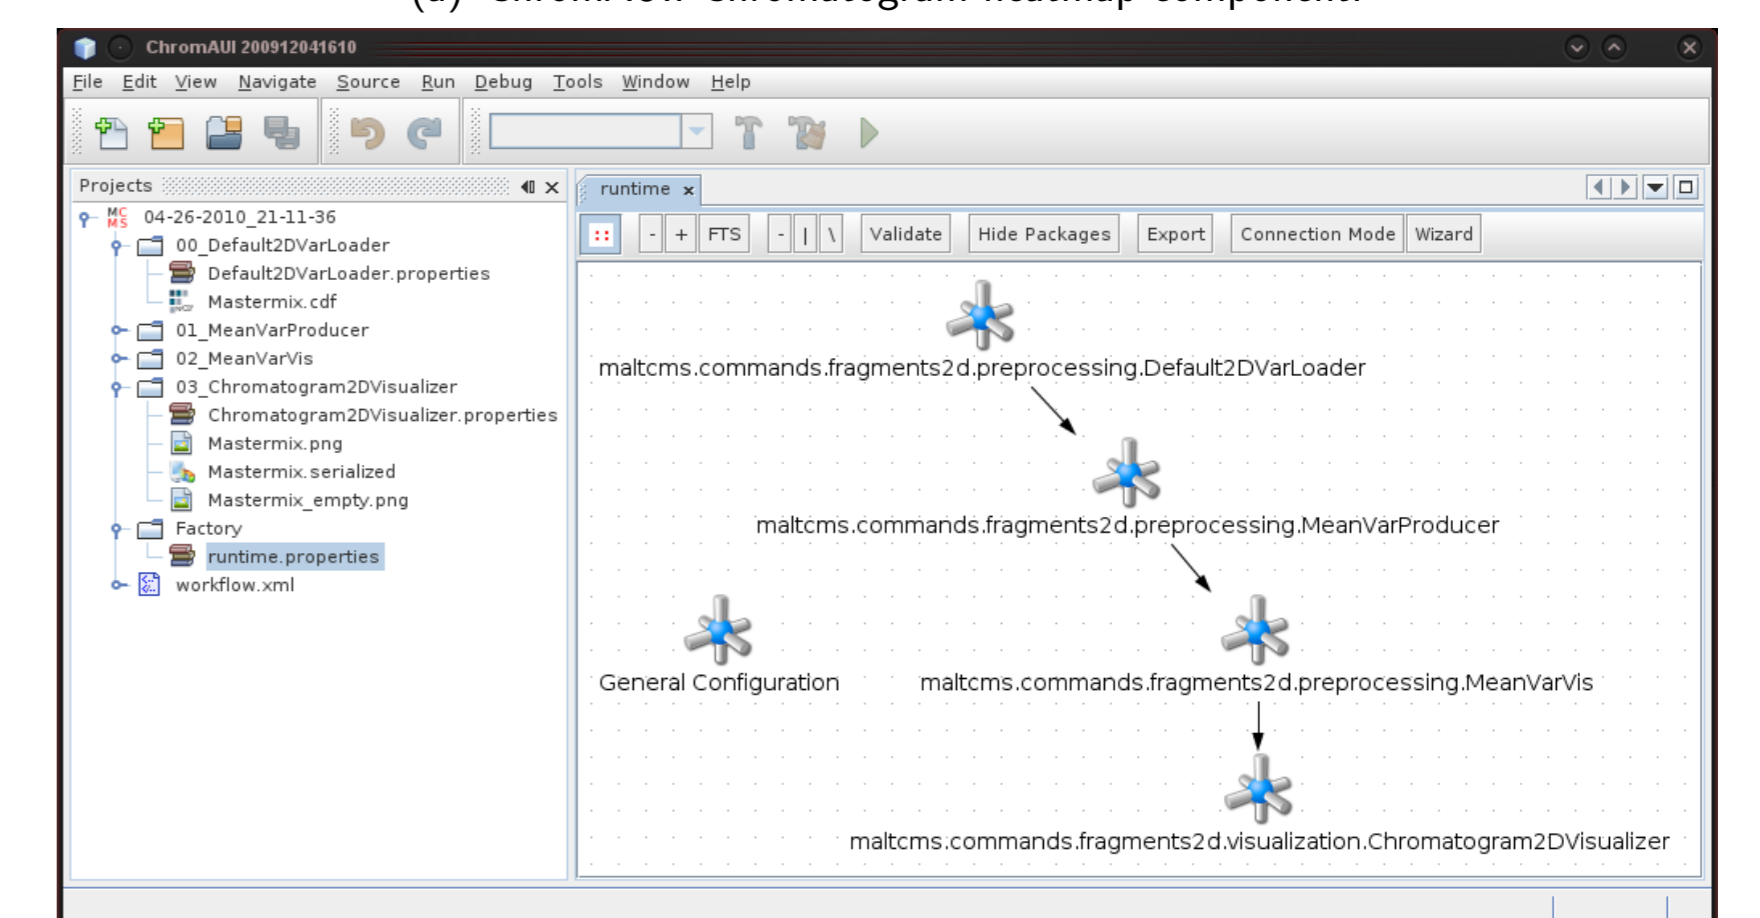 ChromAUI 200912041610
File Edit View Navigate Source Run Debug Tools Window Help
Projects
runtime
MC MS 04-26-2010_21-11-36
00_Default2DVarLoader
Default2DVarLoader.properties
Mastermix.cdf
01_MeanVarProducer
02_MeanVarVis
03_Chromatogram2DVisualizer
Chromatogram2DVisualizer.properties
Mastermix.png
Mastermix.serialized
Mastermix_empty.png
Factory
runtime.properties
workflow.xml
- + FTS - | \ Validate Hide Packages Export Connection Mode Wizard
maltcms.commands.fragments2d.preprocessing.Default2DVarLoader
maltcms.commands.fragments2d.preprocessing.MeanVarProducer
General Configuration
maltcms.commands.fragments2d.preprocessing.MeanVarVis
maltcms.commands.fragments2d.visualization.Chromatogram2DVisualizer